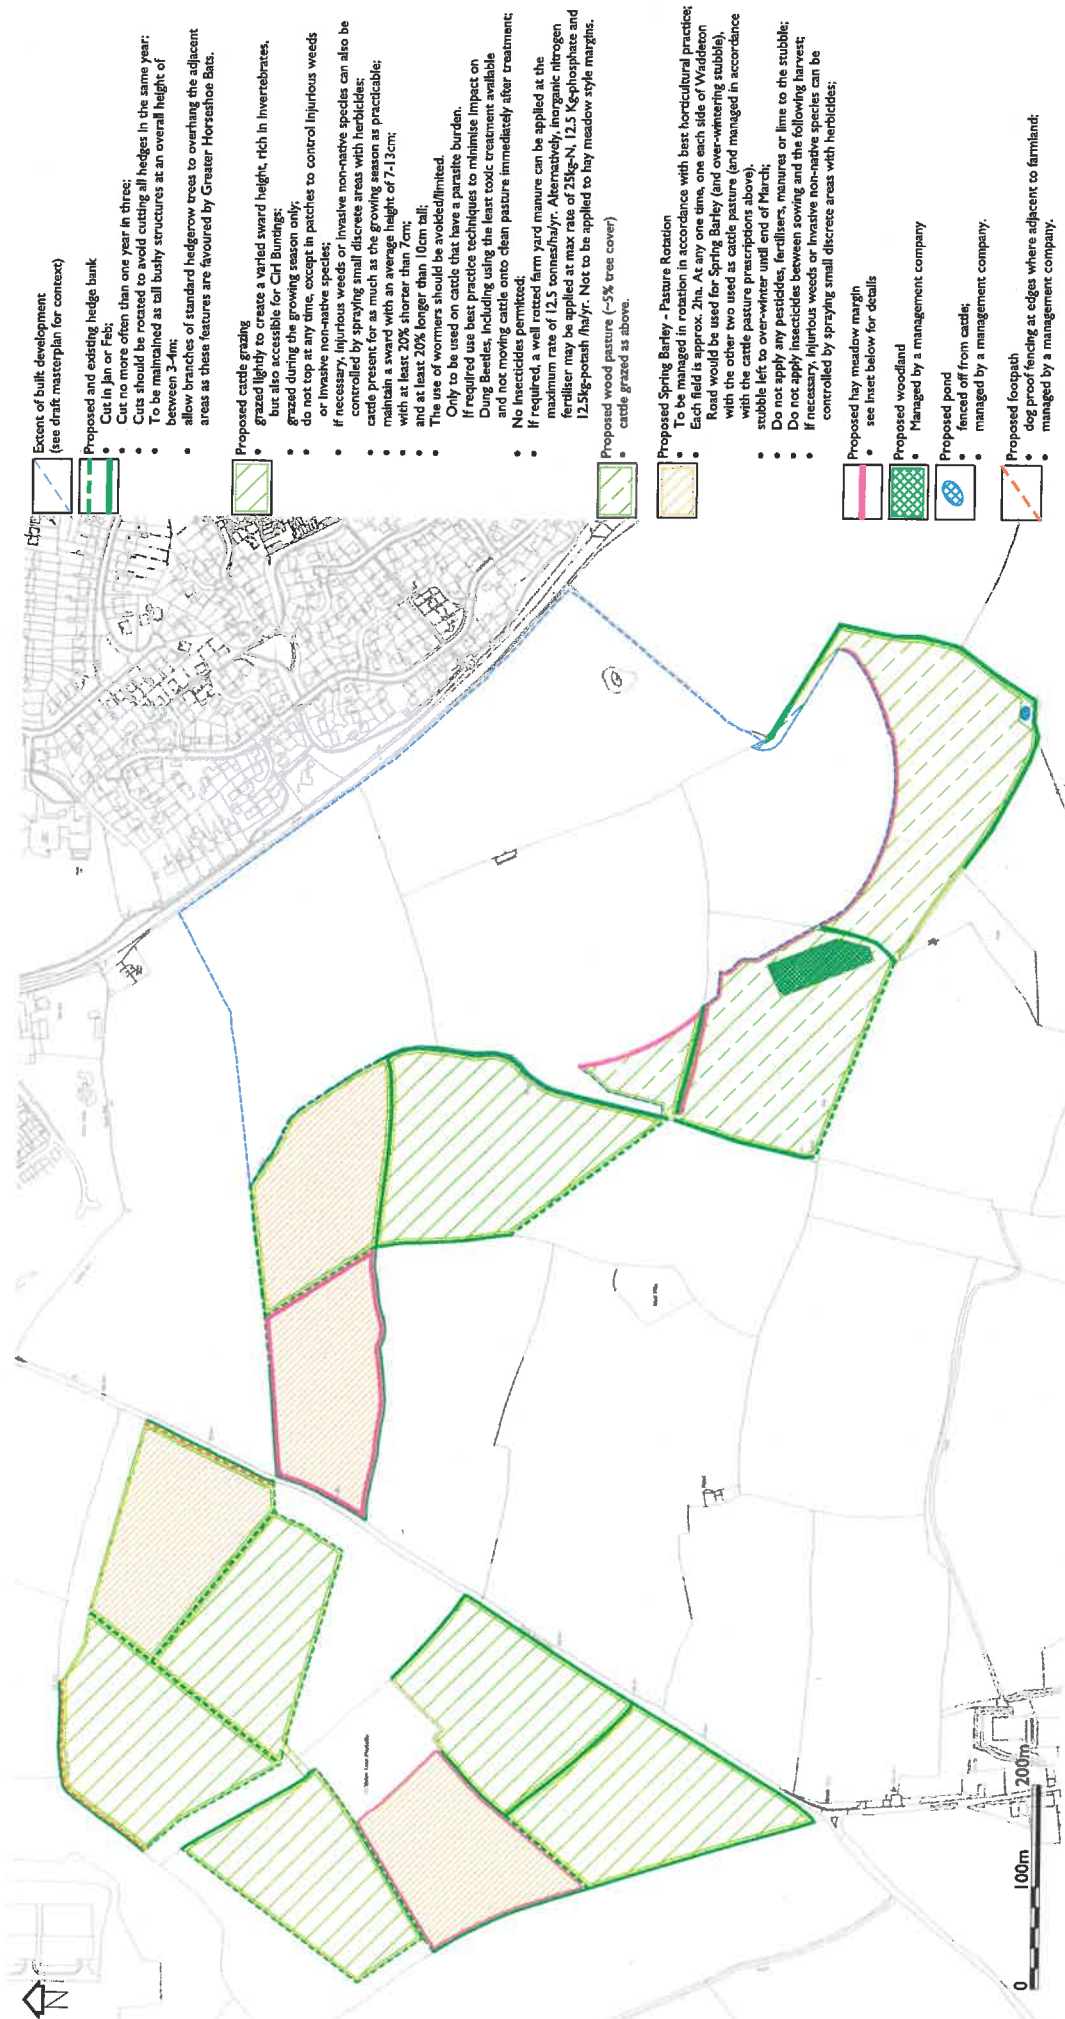 Extent of built development
(see draft masterplan for context)
Proposed and existing hedge bank
• Cut in Jan or Feb;
• Cut no more often than one year in three;
• Cuts should be rotated to avoid cutting all hedges in the same year;
• To be maintained as tall bushy structures at an overall height of
between 3-4m;
• allow branches of standard hedgerow trees to overhang the adjacent
areas as these features are favoured by Greater Horseshoe Bats.
Proposed cattle grazing
• grazed lightly to create a varied sward height, rich in invertebrates,
but also accessible for Cirl Buntings;
• grazed during the growing season only;
• do not top at any time, except in patches to control injurious weeds
or invasive non-native species;
• if necessary, injurious weeds or invasive non-native species can also be
controlled by spraying small discrete areas with herbicides;
• cattle present for as much as the growing season as practicable;
• maintain a sward with an average height of 7-13cm;
• with at least 20% shorter than 7cm;
• and at least 20% longer than 10cm tall;
• The use of wormers should be avoided/limited.
Only to be used on cattle that have a parasite burden.
If required use best practice techniques to minimise impact on
Dung Beetles, including using the least toxic treatment available
and not moving cattle onto clean pasture immediately after treatment;
• No insecticides permitted;
• If required, a well rotted farm yard manure can be applied at the
maximum rate of 12.5 tonnes/ha/yr. Alternatively, inorganic nitrogen
fertiliser may be applied at max rate of 25kg-N, 12.5 Kg-phosphate and
12.5kg-potash /ha/yr. Not to be applied to hay meadow style margins.
Proposed wood pasture (~5% tree cover)
• cattle grazed as above.
Proposed Spring Barley - Pasture Rotation
• To be managed in rotation in accordance with best horticultural practice;
• Each field is approx. 2ha. At any one time, one each side of Waddeton
Road would be used for Spring Barley (and over-wintering stubble),
with the other two used as cattle pasture (and managed in accordance
with the cattle pasture prescriptions above).
• stubble left to over-winter until end of March;
• Do not apply any pesticides, fertilisers, manures or lime to the stubble;
• Do not apply insecticides between sowing and the following harvest;
• If necessary, injurious weeds or invasive non-native species can be
controlled by spraying small discrete areas with herbicides;
Proposed hay meadow margin
• see inset below for details
Proposed woodland
• Managed by a management company
Proposed pond
• fenced off from cattle;
• managed by a management company.
Proposed footpath
• dog proof fencing at edges where adjacent to farmland;
• managed by a management company.
N
0 100m 200m